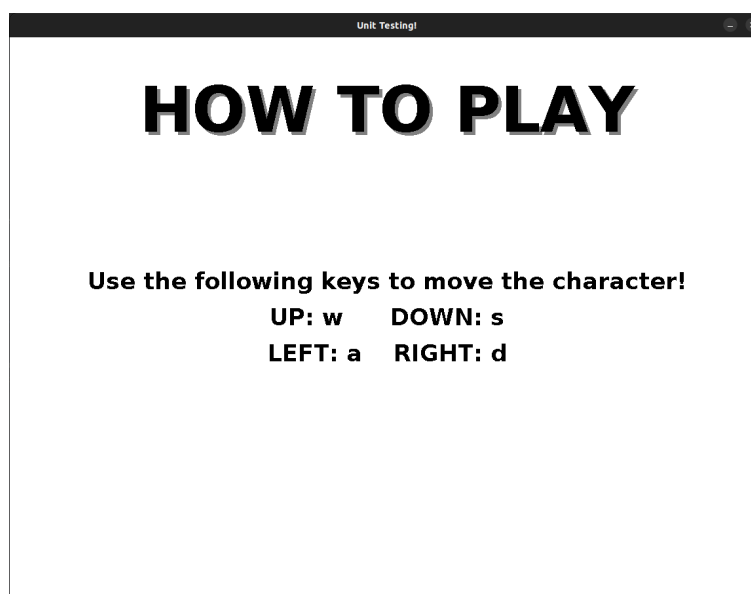 Unit Testing!
HOW TO PLAY
Use the following keys to move the character!
UP: w DOWN: s
LEFT: a RIGHT: d